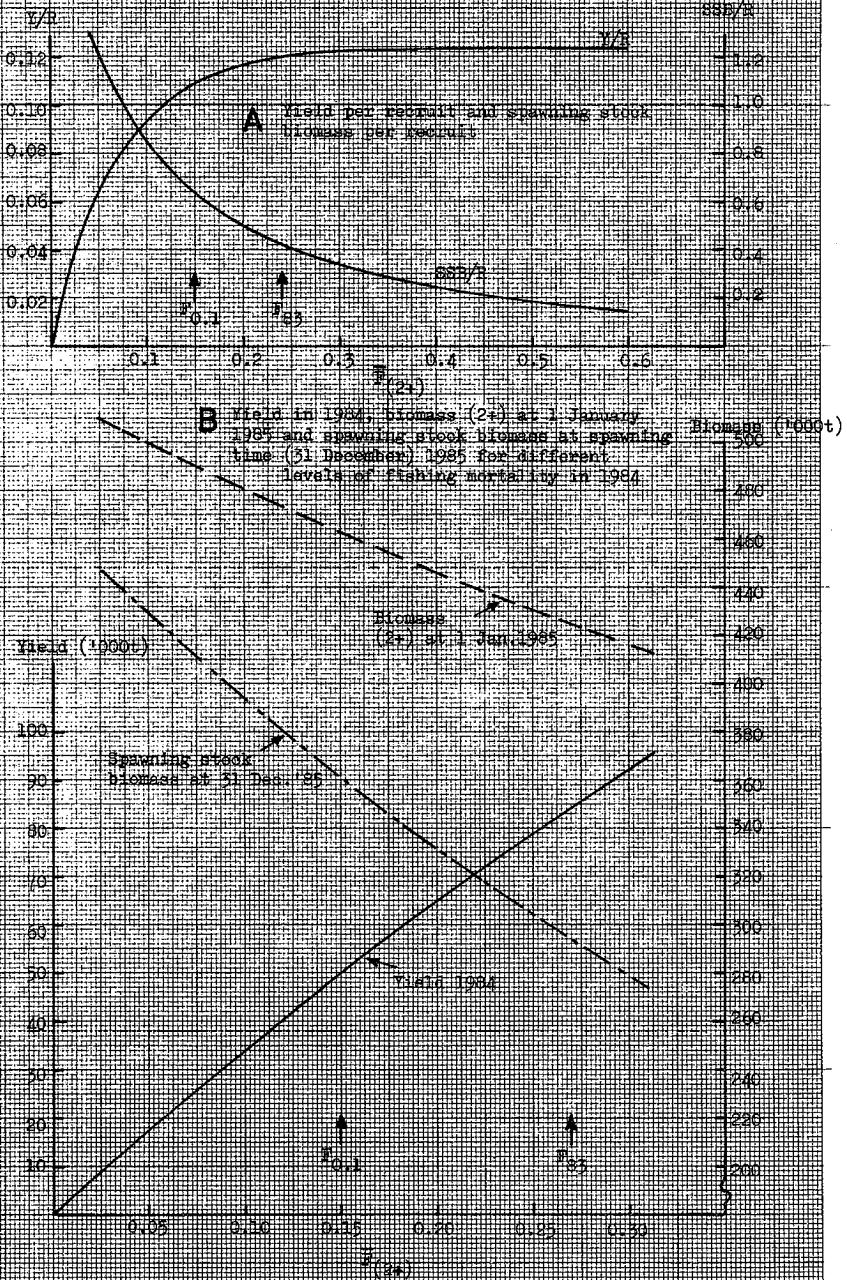 Y/R
SSB/R
0.12
0.10
0.08
0.06
0.04
0.02
1.2
1.0
0.8
0.6
0.4
0.2
Y/R
A Yield per recruit and spawning stock
biomass per recruit
SSB/R
F0.1
F83
0.1 0.2 0.3 0.4 0.5 0.6
F̅(2+)
B Yield in 1984, biomass (2+) at 1 January
1985 and spawning stock biomass at spawning
time (31 December) 1985 for different
levels of fishing mortality in 1984
Biomass ('000t)
500
480
460
440
420
400
380
360
340
320
300
280
260
240
220
200
Biomass
(2+) at 1 Jan.1985
Yield ('000t)
100
90
80
70
60
50
40
30
20
10
Spawning stock
biomass at 31 Dec.'85
Yield 1984
F0.1
F83
0.05 0.10 0.15 0.20 0.25 0.30
F̅(2+)